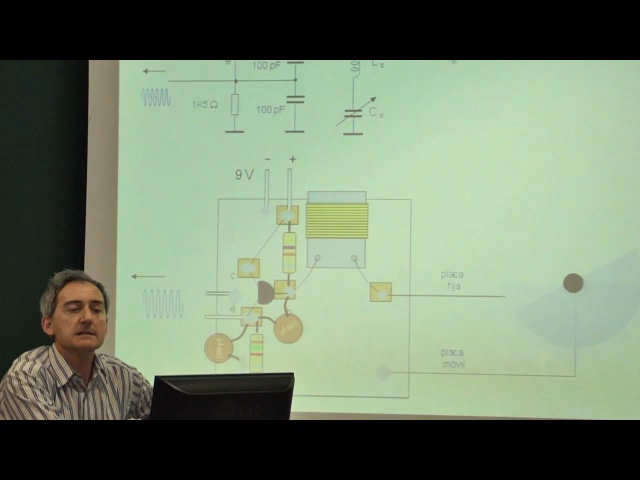 100 pF
L s
1K5 Ω
100 pF
C s
- +
9 V
c
placa
fija
e
placa
móvil